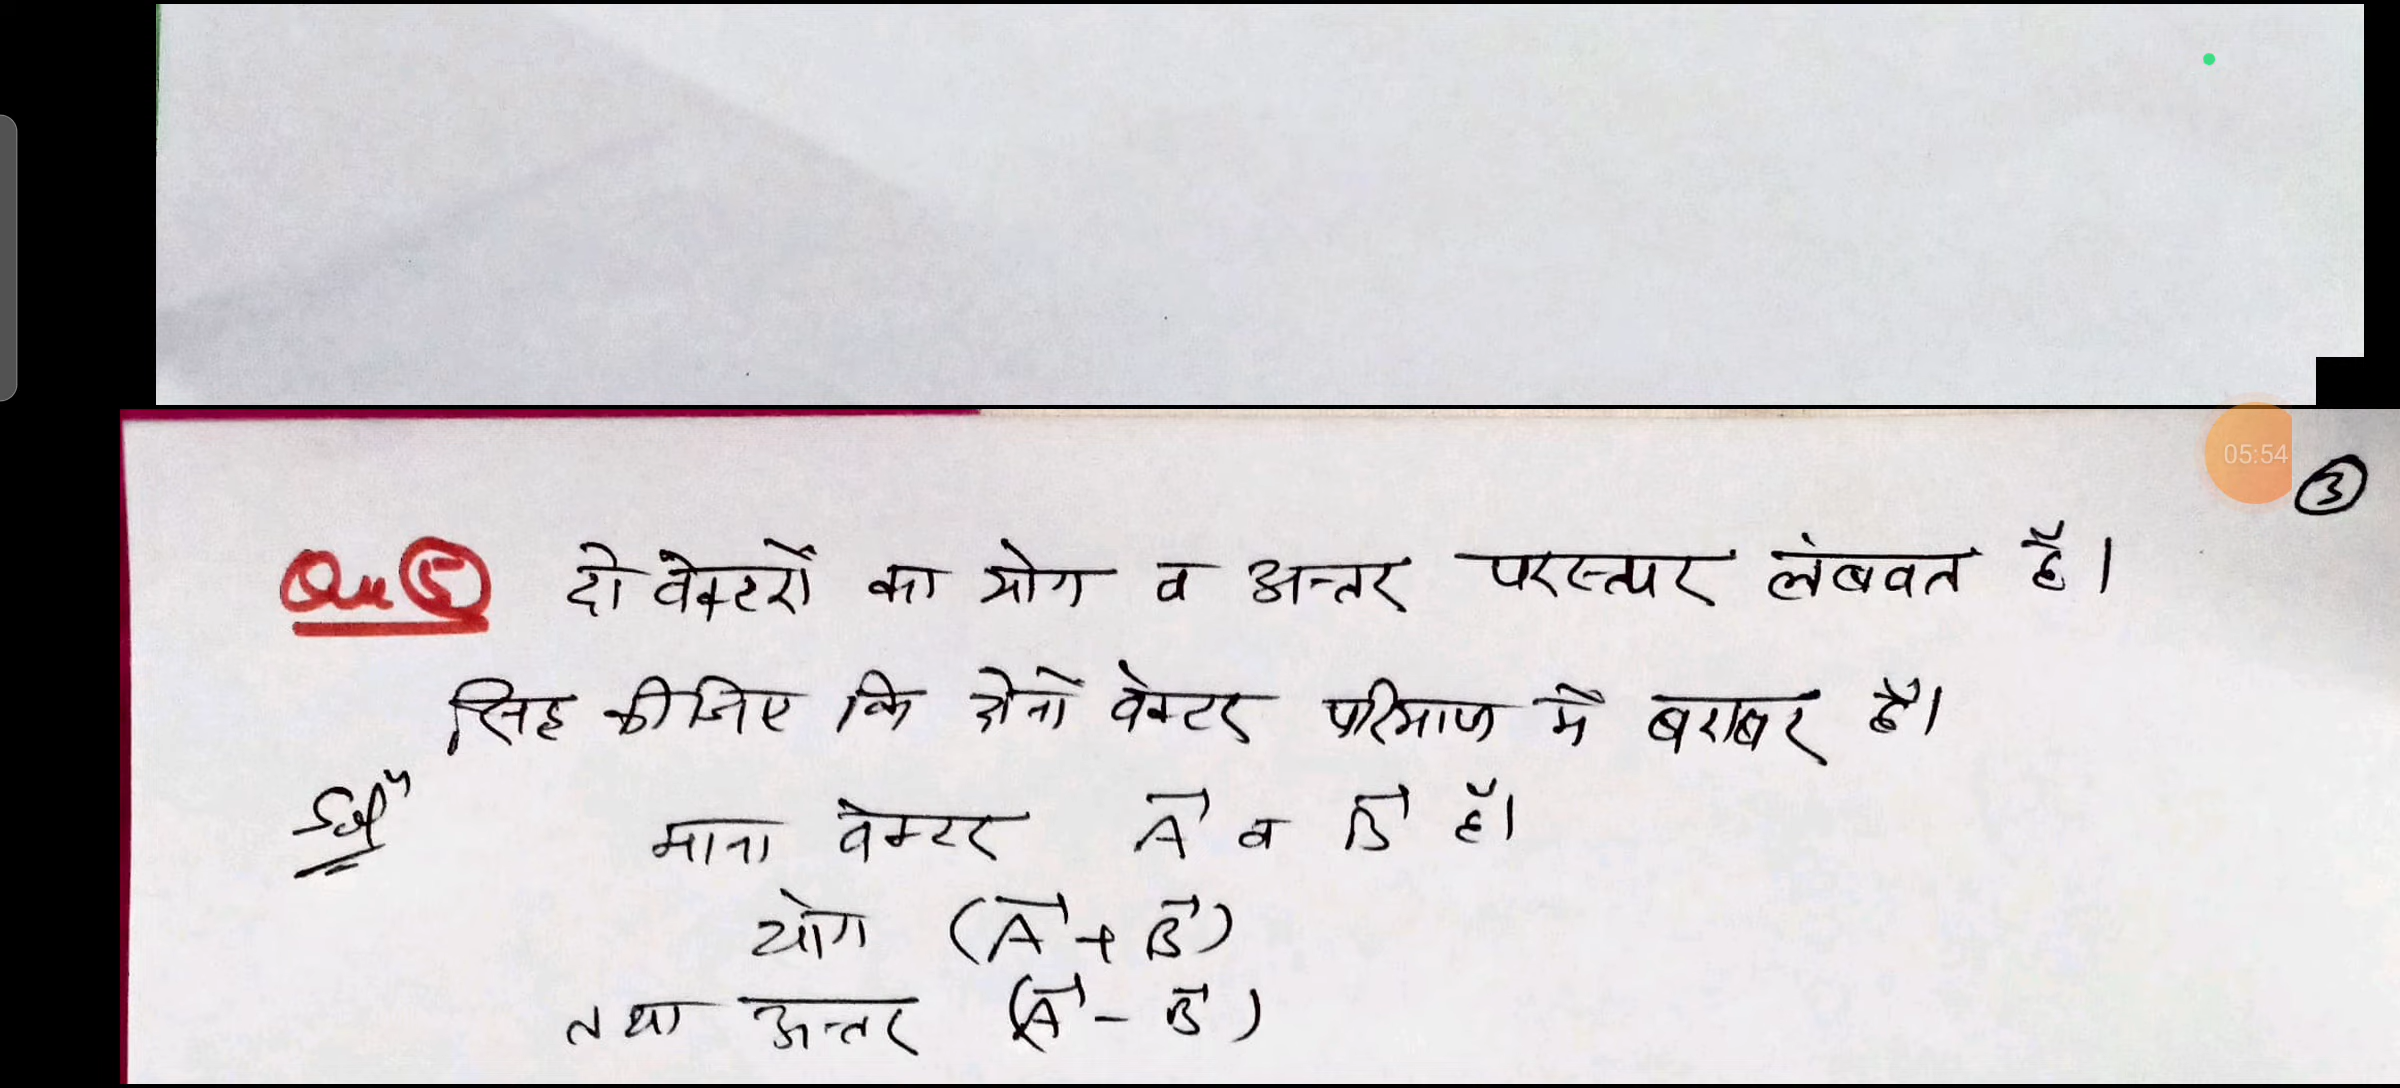 05:54
3
Qu 5 दो वेक्टरों का योग व अन्तर परस्पर लंबवत हैं।
सिद्ध कीजिए कि दोनों वेक्टर परिमाण में बराबर हैं।
Solⁿ माना वेक्टर A⃗ व B⃗ हैं।
योग (A⃗ + B⃗)
तथा अन्तर (A⃗ - B⃗)